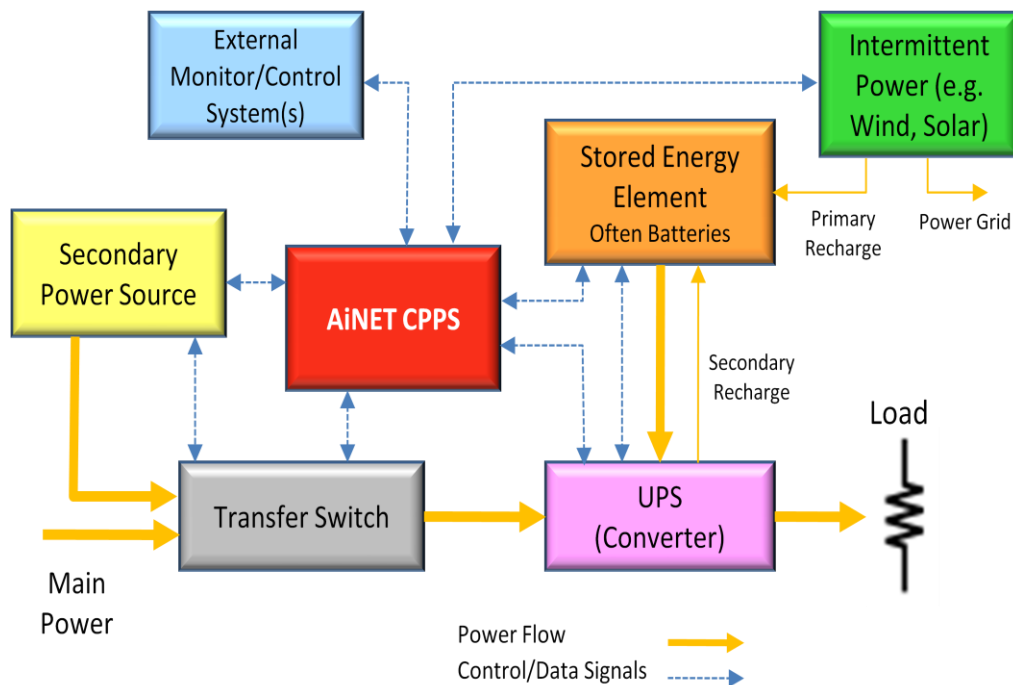 External
Monitor/Control
System(s)
Intermittent
Power (e.g.
Wind, Solar)
Stored Energy
Element
Often Batteries
Primary
Recharge
Power Grid
Secondary
Power Source
AiNET CPPS
Secondary
Recharge
Load
Transfer Switch
UPS
(Converter)
Main
Power
Power Flow
Control/Data Signals